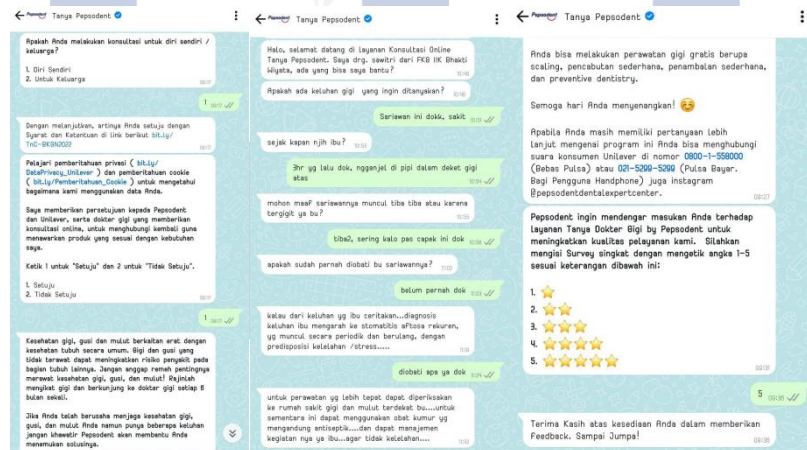 Tanya Pepsodent
Apakah Anda melakukan konsultasi untuk diri sendiri /
keluarga?
1. Diri Sendiri
2. Untuk Keluarga
1
Dengan melanjutkan, artinya Anda setuju dengan
Syarat dan Ketentuan di link berikut bit.ly/
TnC-BKGN2022
Pelajari pemberitahuan privasi ( bit.ly/
DataPrivacy_Unilever ) dan pemberitahuan cookie
( bit.ly/Pemberitahuan_Cookie ) untuk mengetahui
bagaimana kami menggunakan data Anda.
Saya memberikan persetujuan kepada Pepsodent
dan Unilever, serta dokter gigi yang memberikan
konsultasi online, untuk menghubungi kembali guna
menawarkan produk yang sesuai dengan kebutuhan
saya.
Ketik 1 untuk "Setuju" dan 2 untuk "Tidak Setuju".
1. Setuju
2. Tidak Setuju
1
Kesehatan gigi, gusi dan mulut berkaitan erat dengan
kesehatan tubuh secara umum. Gigi dan gusi yang
tidak terawat dapat meningkatkan risiko penyakit pada
bagian tubuh lainnya. Jangan anggap remeh pentingnya
merawat kesehatan gigi, gusi, dan mulut! Rajinlah
menyikat gigi dan berkunjung ke dokter gigi setiap 6
bulan sekali.
Jika Anda telah berusaha menjaga kesehatan gigi,
gusi, dan mulut Anda namun punya beberapa keluhan
jangan khawatir Pepsodent akan membantu Anda
menemukan solusinya.
Tanya Pepsodent
Halo, selamat datang di layanan Konsultasi Online
Tanya Pepsodent. Saya drg. sawitri dari FKG IIK Bhakti
Wiyata, ada yang bisa saya bantu?
Apakah ada keluhan gigi yang ingin ditanyakan?
Sariawan ini dokk, sakit
sejak kapan njih ibu?
3hr yg lalu dok, ngganjel di pipi dalem deket gigi
atas
mohon maaf sariawannya muncul tiba tiba atau karena
tergigit ya bu?
tiba2, sering kalo pas capek ini dok
apakah sudah pernah diobati bu sariawannya?
belum pernah dok
kalau dari keluhan yg ibu ceritakan...diagnosis
keluhan ibu mengarah ke stomatitis aftosa rekuren,
yg muncul secara periodik dan berulang, dengan
predisposisi kelelahan /stress.....
diobati apa ya dok
untuk perawatan yg lebih tepat dapat diperiksakan
ke rumah sakit gigi dan mulut terdekat bu....untuk
sementara ini dapat menggunakan obat kumur yg
mengandung antiseptik....dan dapat manajemen
kegiatan nya ya ibu...agar tidak kelelahan....
Tanya Pepsodent
Anda bisa melakukan perawatan gigi gratis berupa
scaling, pencabutan sederhana, penambalan sederhana,
dan preventive dentistry.
Semoga hari Anda menyenangkan!
Apabila Anda masih memiliki pertanyaan lebih
lanjut mengenai program ini Anda bisa menghubungi
suara konsumen Unilever di nomor 0800-1-558000
(Bebas Pulsa) atau 021-5299-5299 (Pulsa Bayar.
Bagi Pengguna Handphone) juga instagram
@pepsodentdentalexpertcenter.
Pepsodent ingin mendengar masukan Anda terhadap
layanan Tanya Dokter Gigi by Pepsodent untuk
meningkatkan kualitas pelayanan kami. Silahkan
mengisi Survey singkat dengan mengetik angka 1-5
sesuai keterangan dibawah ini:
1.
2.
3.
4.
5.
5
Terima Kasih atas kesediaan Anda dalam memberikan
Feedback. Sampai Jumpa!